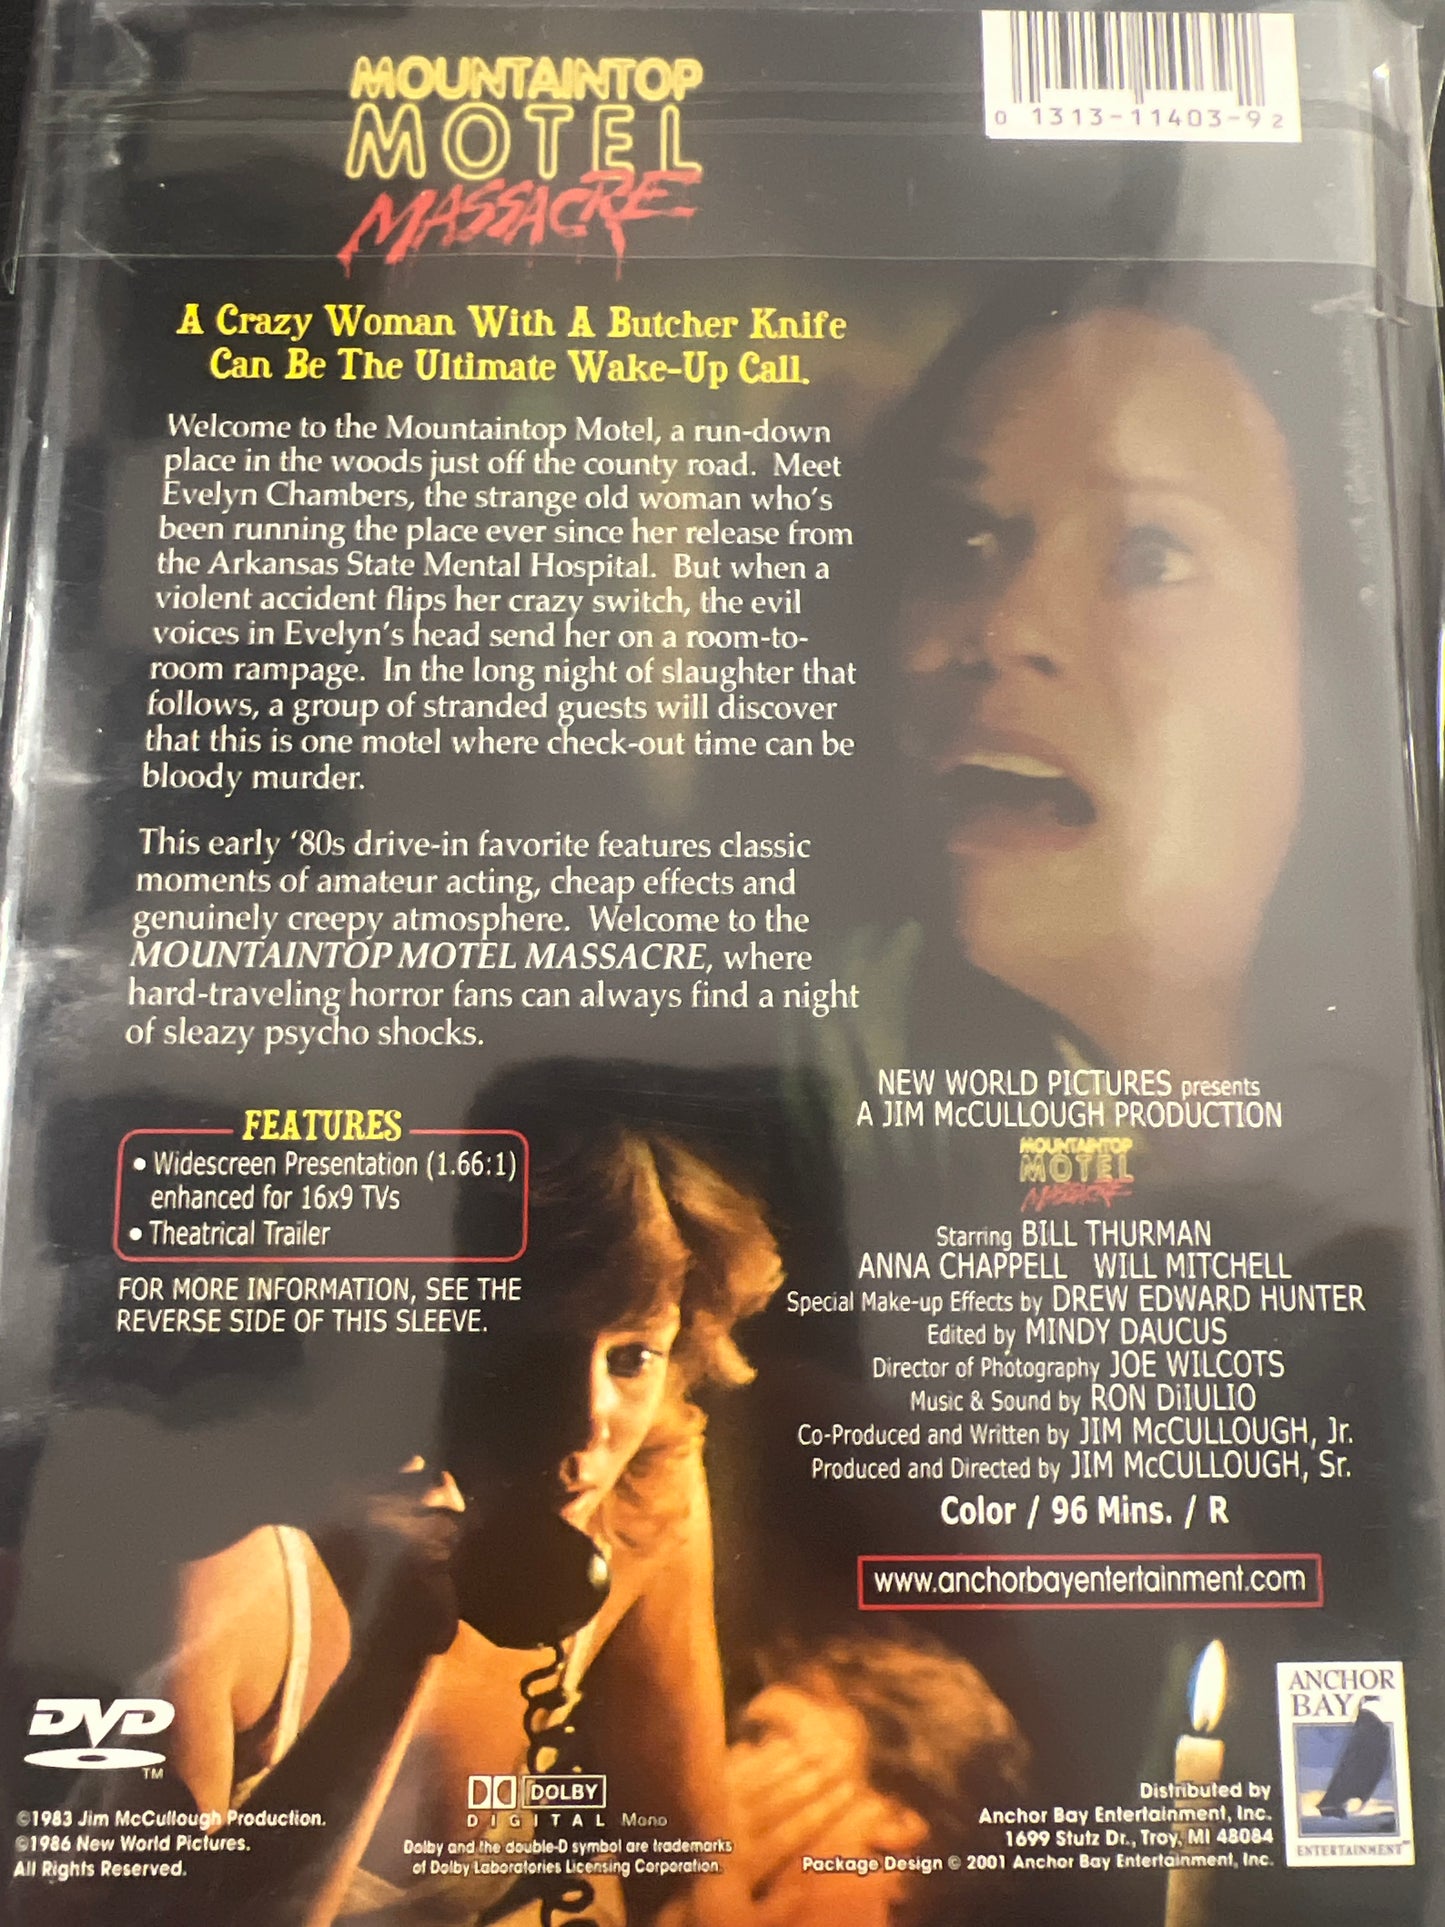 MOUNTAINTOP
MOTEL
MASSACRE
0 1313-11403-9 2
A Crazy Woman With A Butcher Knife
Can Be The Ultimate Wake-Up Call.
Welcome to the Mountaintop Motel, a run-down
place in the woods just off the county road. Meet
Evelyn Chambers, the strange old woman who's
been running the place ever since her release from
the Arkansas State Mental Hospital. But when a
violent accident flips her crazy switch, the evil
voices in Evelyn's head send her on a room-to-
room rampage. In the long night of slaughter that
follows, a group of stranded guests will discover
that this is one motel where check-out time can be
bloody murder.
This early '80s drive-in favorite features classic
moments of amateur acting, cheap effects and
genuinely creepy atmosphere. Welcome to the
MOUNTAINTOP MOTEL MASSACRE, where
hard-traveling horror fans can always find a night
of sleazy psycho shocks.
FEATURES
• Widescreen Presentation (1.66:1)
enhanced for 16x9 TVs
• Theatrical Trailer
FOR MORE INFORMATION, SEE THE
REVERSE SIDE OF THIS SLEEVE.
NEW WORLD PICTURES presents
A JIM McCULLOUGH PRODUCTION
MOUNTAINTOP
MOTEL
MASSACRE
Starring BILL THURMAN
ANNA CHAPPELL WILL MITCHELL
Special Make-up Effects by DREW EDWARD HUNTER
Edited by MINDY DAUCUS
Director of Photography JOE WILCOTS
Music & Sound by RON DiIULIO
Co-Produced and Written by JIM McCULLOUGH, Jr.
Produced and Directed by JIM McCULLOUGH, Sr.
Color / 96 Mins. / R
www.anchorbayentertainment.com
DVD
TM
©1983 Jim McCullough Production.
©1986 New World Pictures.
All Rights Reserved.
DOLBY
DIGITAL Mono
Dolby and the double-D symbol are trademarks
of Dolby Laboratories Licensing Corporation.
Distributed by
Anchor Bay Entertainment, Inc.
1699 Stutz Dr., Troy, MI 48084
Package Design © 2001 Anchor Bay Entertainment, Inc.
ANCHOR
BAY
ENTERTAINMENT